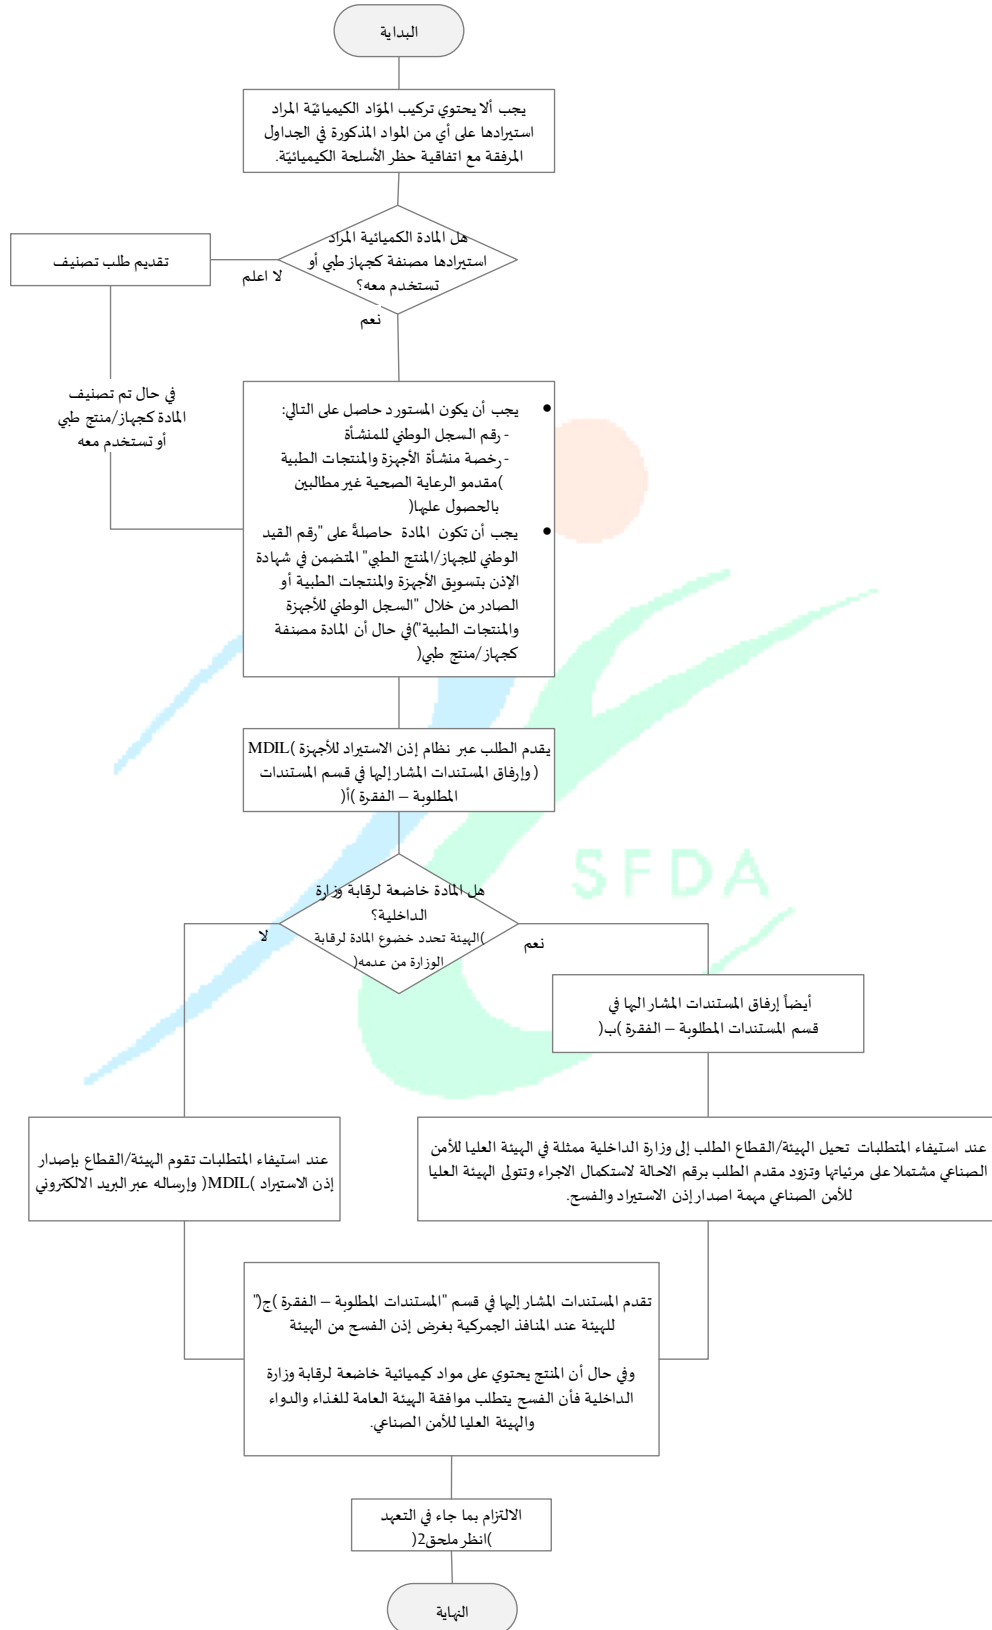 البداية
يجب ألا يحتوي تركيب الموّاد الكيميائيّة المراد
استيرادها على أي من المواد المذكورة في الجداول
المرفقة مع اتفاقية حظر الأسلحة الكيميائيّة.
هل المادة الكميائية المراد
استيرادها مصنفة كجهاز طبي أو
تستخدم معه؟
لا اعلم
تقديم طلب تصنيف
نعم
في حال تم تصنيف
المادة كجهاز/منتج طبي
أو تستخدم معه
● يجب أن يكون المستورد حاصل على التالي:
- رقم السجل الوطني للمنشأة
- رخصة منشأة الأجهزة والمنتجات الطبية
)مقدمو الرعاية الصحية غير مطالبين
بالحصول عليها(
● يجب أن تكون المادة حاصلةً على "رقم القيد
الوطني للجهاز/المنتج الطبي" المتضمن في شهادة
الإذن بتسويق الأجهزة والمنتجات الطبية أو
الصادر من خلال "السجل الوطني للأجهزة
والمنتجات الطبية")في حال أن المادة مصنفة
كجهاز/منتج طبي(
يقدم الطلب عبر نظام إذن الاستيراد للأجهزة )MDIL
( وإرفاق المستندات المشار إليها في قسم المستندات
المطلوبة – الفقرة )أ(
SFDA
هل المادة خاضعة لرقابة وزارة
الداخلية؟
)الهيئة تحدد خضوع المادة لرقابة
الوزارة من عدمه(
نعم
لا
أيضاً إرفاق المستندات المشار اليها في
قسم المستندات المطلوبة – الفقرة )ب(
عند استيفاء المتطلبات تحيل الهيئة/القطاع الطلب إلى وزارة الداخلية ممثلة في الهيئة العليا للأمن
الصناعي مشتملا على مرئياتها وتزود مقدم الطلب برقم الاحالة لاستكمال الاجراء وتتولى الهيئة العليا
للأمن الصناعي مهمة اصدار إذن الاستيراد والفسح.
عند استيفاء المتطلبات تقوم الهيئة/القطاع بإصدار
إذن الاستيراد )MDIL( وإرساله عبر البريد الالكتروني
تقدم المستندات المشار إليها في قسم "المستندات المطلوبة – الفقرة )ج("
للهيئة عند المنافذ الجمركية بغرض إذن الفسح من الهيئة
وفي حال أن المنتج يحتوي على مواد كيميائية خاضعة لرقابة وزارة
الداخلية فأن الفسح يتطلب موافقة الهيئة العامة للغذاء والدواء
والهيئة العليا للأمن الصناعي.
الالتزام بما جاء في التعهد
)انظر ملحق2(
النهاية